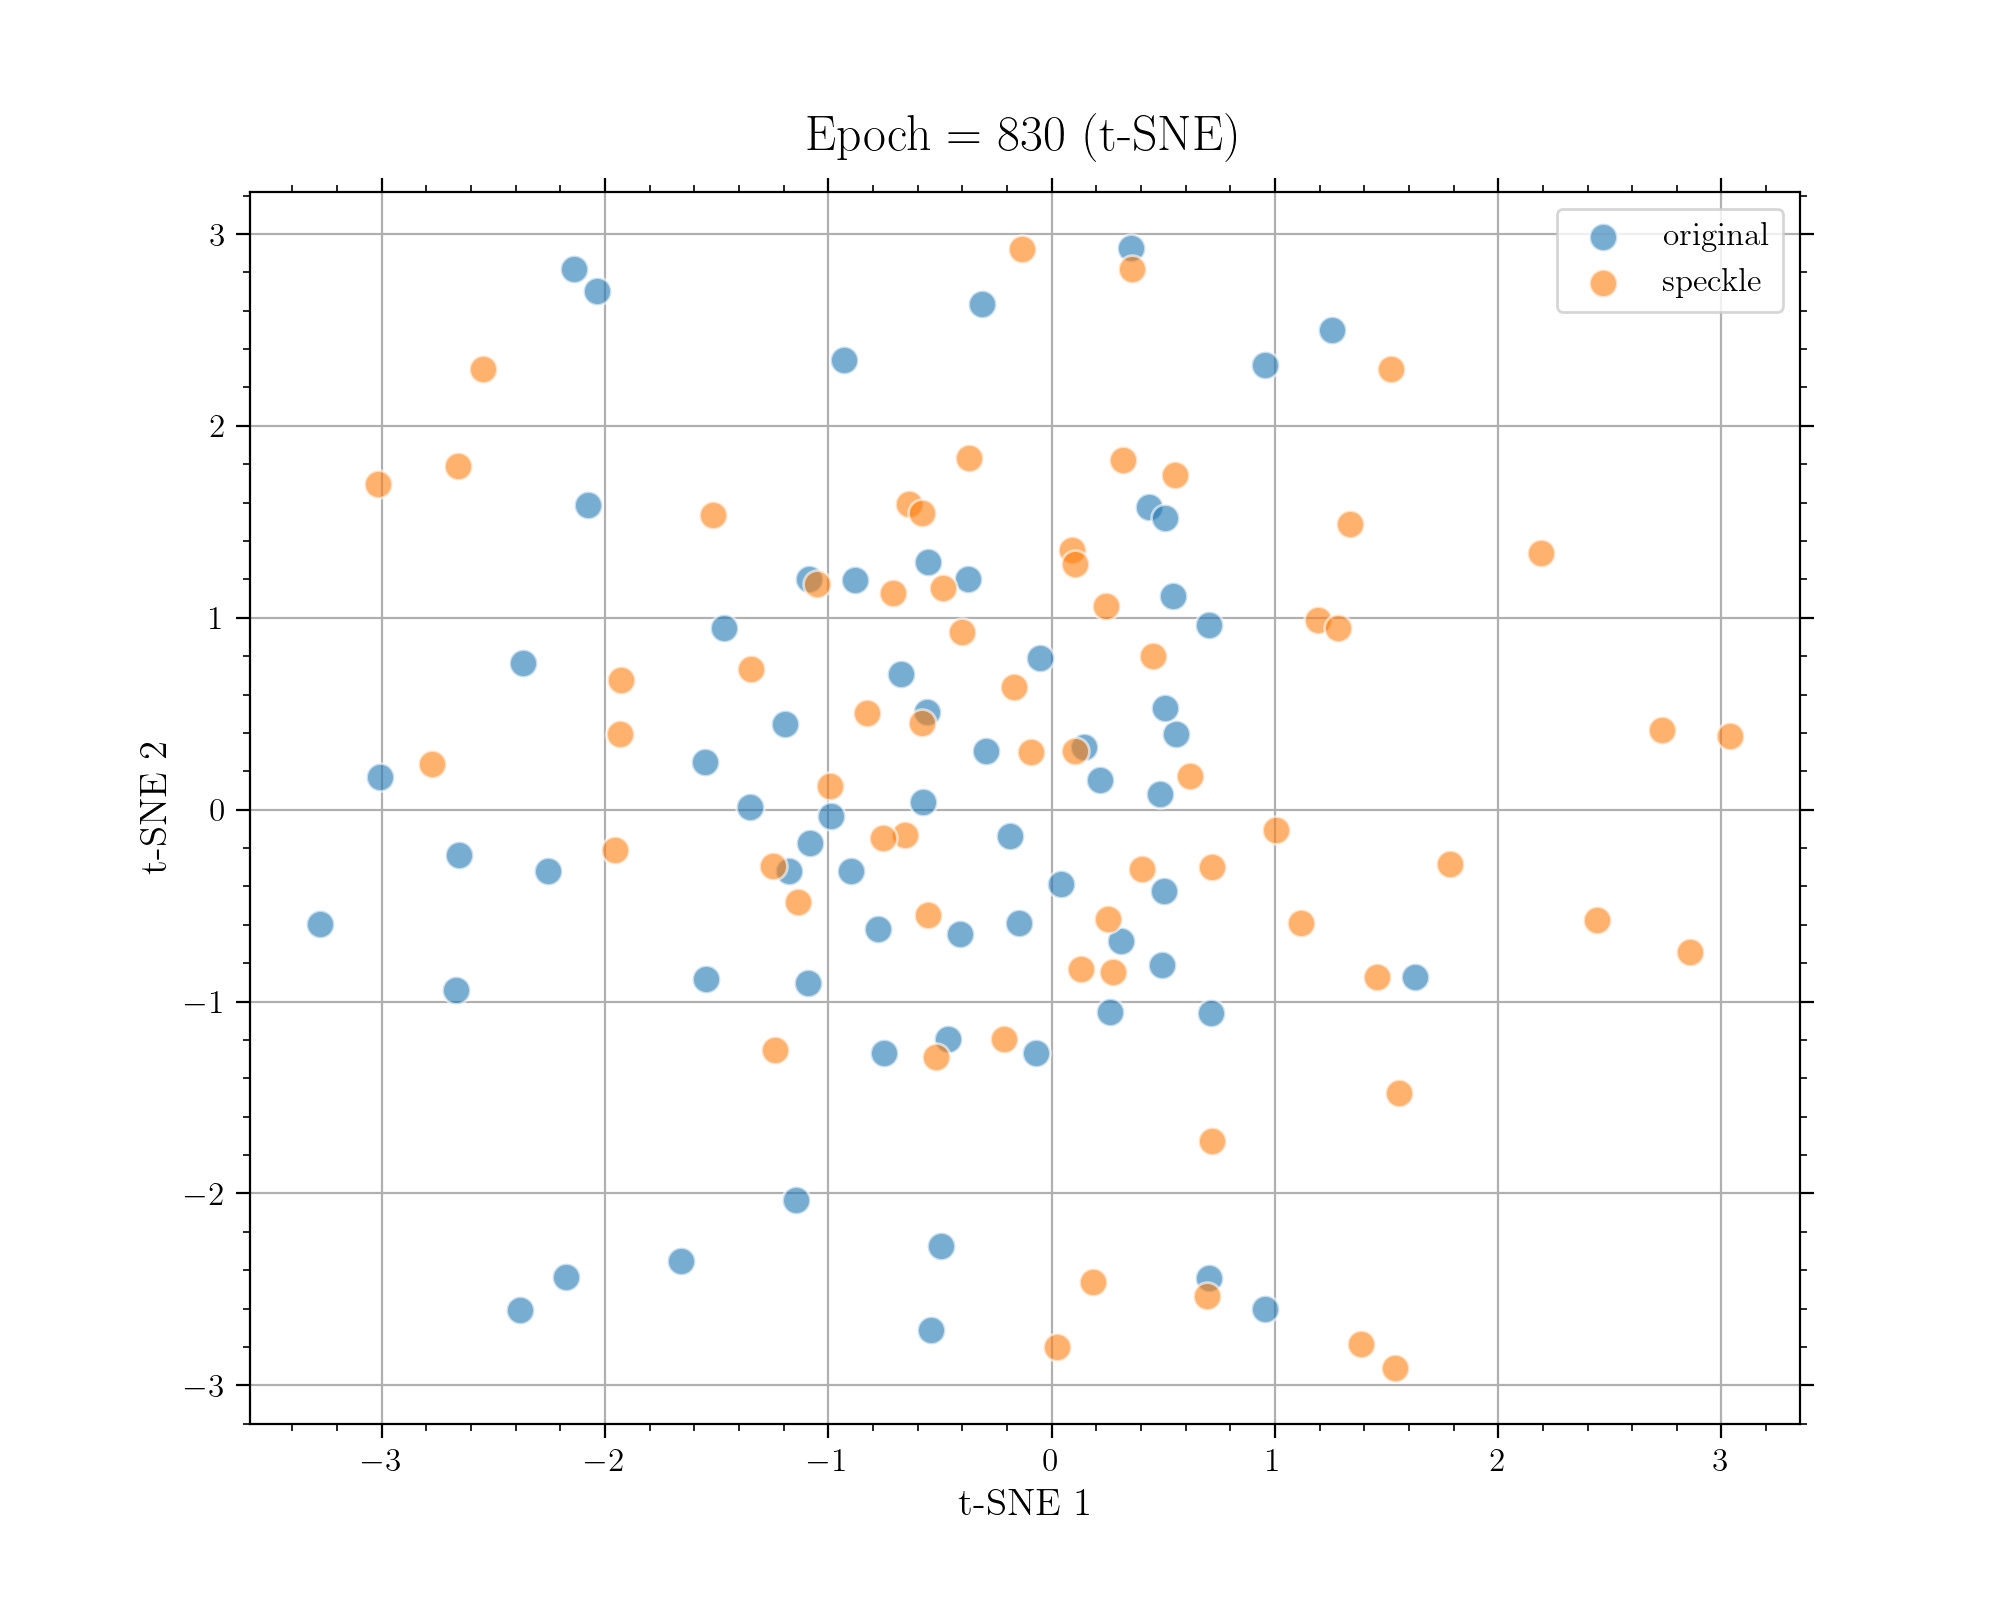 Epoch = 830 (t-SNE)
original
speckle
3
2
1
0
−1
−2
−3
t-SNE 2
−3
−2
−1
0
1
2
3
t-SNE 1